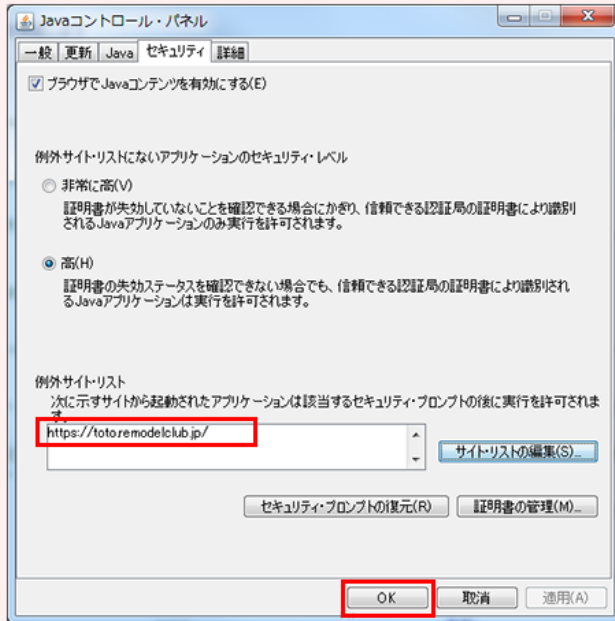 Javaコントロール・パネル
一般 更新 Java セキュリティ 詳細
ブラウザでJavaコンテンツを有効にする(E)
例外サイト・リストにないアプリケーションのセキュリティ・レベル
非常に高(V)
証明書が失効していないことを確認できる場合にかぎり、信頼できる認証局の証明書により識別
されるJavaアプリケーションのみ実行を許可されます。
高(H)
証明書の失効ステータスを確認できない場合でも、信頼できる認証局の証明書により識別され
るJavaアプリケーションは実行を許可されます。
例外サイト・リスト
次に示すサイトから起動されたアプリケーションは該当するセキュリティ・プロンプトの後に実行を許可されま
す。
https://toto.remodelclub.jp/
サイト・リストの編集(S)...
セキュリティ・プロンプトの復元(R) 証明書の管理(M)...
OK 取消 適用(A)